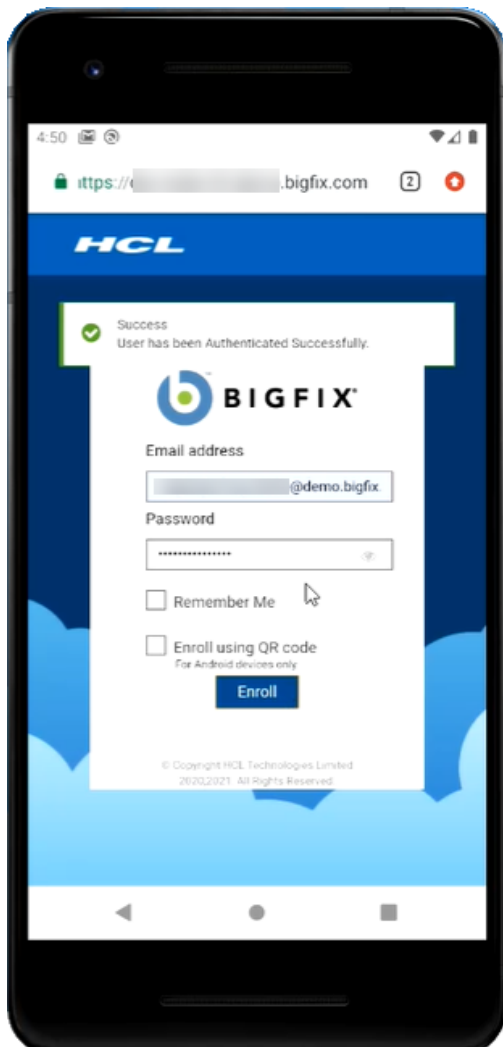 4:50
ttps://
.bigfix.com
2
HCL
Success
User has been Authenticated Successfully.
BIGFIX
Email address
@demo.bigfix.
Password
Remember Me
Enroll using QR code
For Android devices only
Enroll
© Copyright HCL Technologies Limited
2020,2021. All Rights Reserved